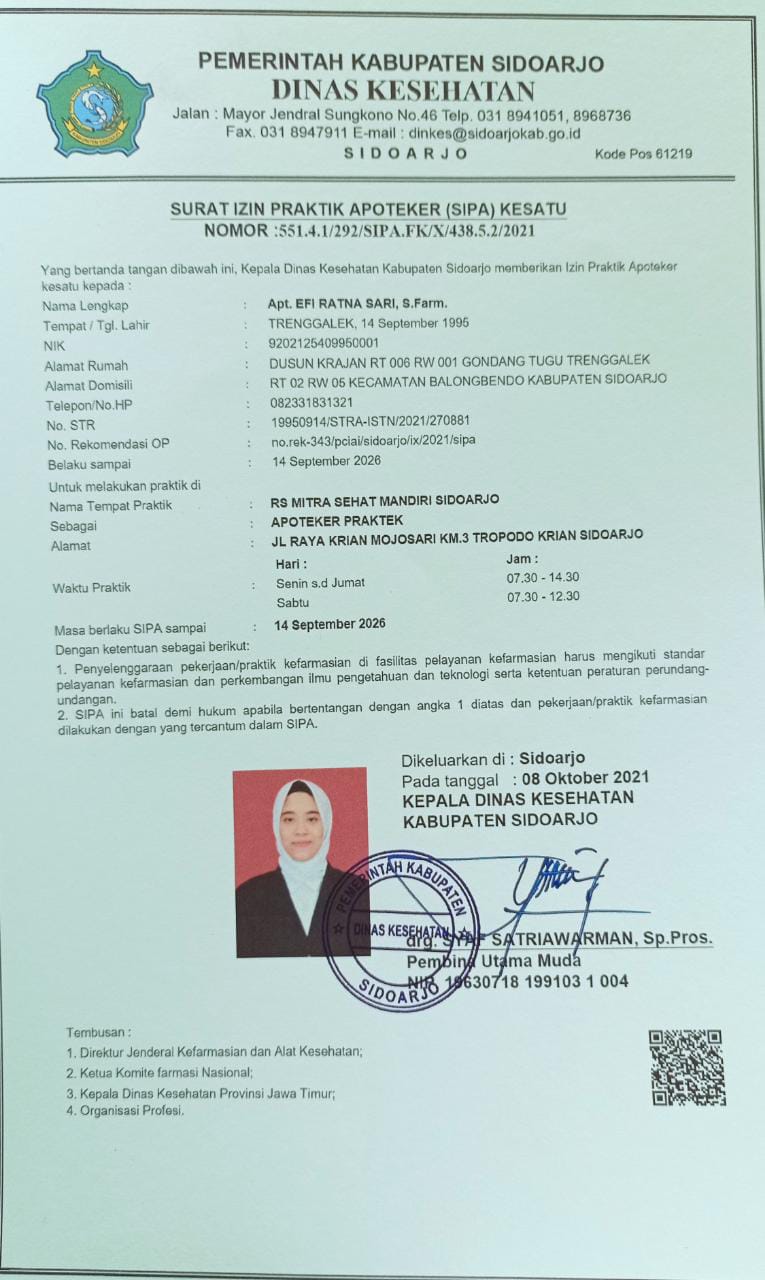 PEMERINTAH KABUPATEN SIDOARJO
DINAS KESEHATAN
Jalan : Mayor Jendral Sungkono No.46 Telp. 031 8941051, 8968736
Fax. 031 8947911 E-mail : dinkes@sidoarjokab.go.id
SIDOARJO Kode Pos 61219
SURAT IZIN PRAKTIK APOTEKER (SIPA) KESATU
NOMOR :551.4.1/292/SIPA.FK/X/438.5.2/2021
Yang bertanda tangan dibawah ini, Kepala Dinas Kesehatan Kabupaten Sidoarjo memberikan Izin Praktik Apoteker
kesatu kepada :
Nama Lengkap : Apt. EFI RATNA SARI, S.Farm.
Tempat / Tgl. Lahir : TRENGGALEK, 14 September 1995
NIK : 9202125409950001
Alamat Rumah : DUSUN KRAJAN RT 006 RW 001 GONDANG TUGU TRENGGALEK
Alamat Domisili : RT 02 RW 05 KECAMATAN BALONGBENDO KABUPATEN SIDOARJO
Telepon/No.HP : 082331831321
No. STR : 19950914/STRA-ISTN/2021/270881
No. Rekomendasi OP : no.rek-343/pciai/sidoarjo/ix/2021/sipa
Belaku sampai : 14 September 2026
Untuk melakukan praktik di
Nama Tempat Praktik : RS MITRA SEHAT MANDIRI SIDOARJO
Sebagai : APOTEKER PRAKTEK
Alamat : JL RAYA KRIAN MOJOSARI KM.3 TROPODO KRIAN SIDOARJO
Hari : Jam :
Waktu Praktik : Senin s.d Jumat 07.30 - 14.30
Sabtu 07.30 - 12.30
Masa berlaku SIPA sampai : 14 September 2026
Dengan ketentuan sebagai berikut:
1. Penyelenggaraan pekerjaan/praktik kefarmasian di fasilitas pelayanan kefarmasian harus mengikuti standar
pelayanan kefarmasian dan perkembangan ilmu pengetahuan dan teknologi serta ketentuan peraturan perundang-
undangan.
2. SIPA ini batal demi hukum apabila bertentangan dengan angka 1 diatas dan pekerjaan/praktik kefarmasian
dilakukan dengan yang tercantum dalam SIPA.
Dikeluarkan di : Sidoarjo
Pada tanggal : 08 Oktober 2021
KEPALA DINAS KESEHATAN
KABUPATEN SIDOARJO
PEMERINTAH KABUPATEN
DINAS KESEHATAN
SIDOARJO
drg. SYAF SATRIAWARMAN, Sp.Pros.
Pembina Utama Muda
NIP. 19630718 199103 1 004
Tembusan :
1. Direktur Jenderal Kefarmasian dan Alat Kesehatan;
2. Ketua Komite farmasi Nasional;
3. Kepala Dinas Kesehatan Provinsi Jawa Timur;
4. Organisasi Profesi.